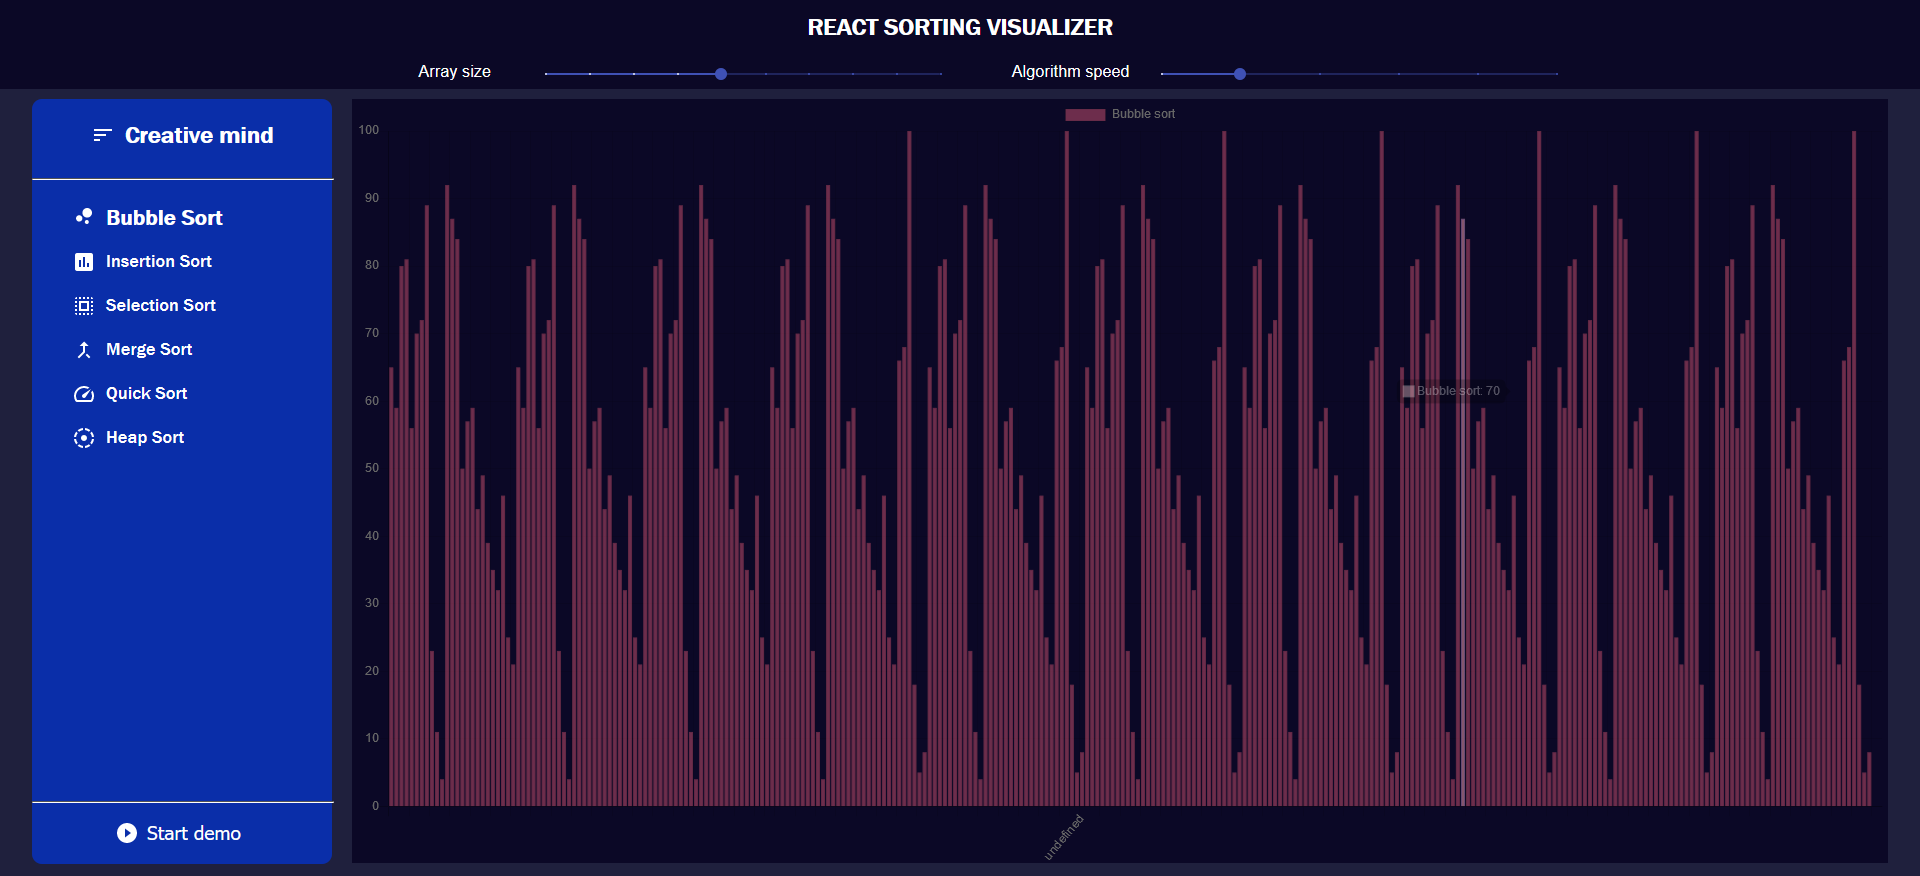 REACT SORTING VISUALIZER
Array size
Algorithm speed
Creative mind
Bubble Sort
Insertion Sort
Selection Sort
Merge Sort
Quick Sort
Heap Sort
Start demo
Bubble sort
100
90
80
70
60
50
40
30
20
10
0
Bubble sort: 70
undefined